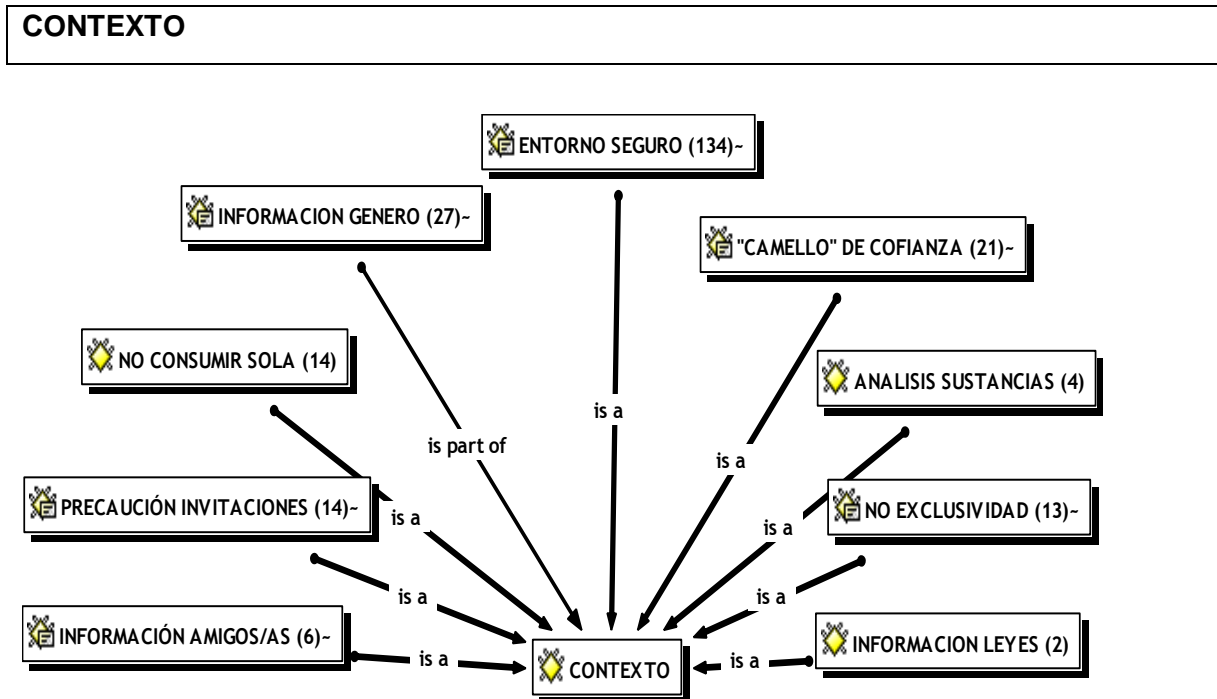 CONTEXTO
ENTORNO SEGURO (134)~
INFORMACION GENERO (27)~
"CAMELLO" DE COFIANZA (21)~
NO CONSUMIR SOLA (14)
ANALISIS SUSTANCIAS (4)
is a
is part of
is a
PRECAUCIÓN INVITACIONES (14)~
NO EXCLUSIVIDAD (13)~
is a
is a
is a
is a
INFORMACIÓN AMIGOS/AS (6)~
INFORMACION LEYES (2)
is a
CONTEXTO
is a